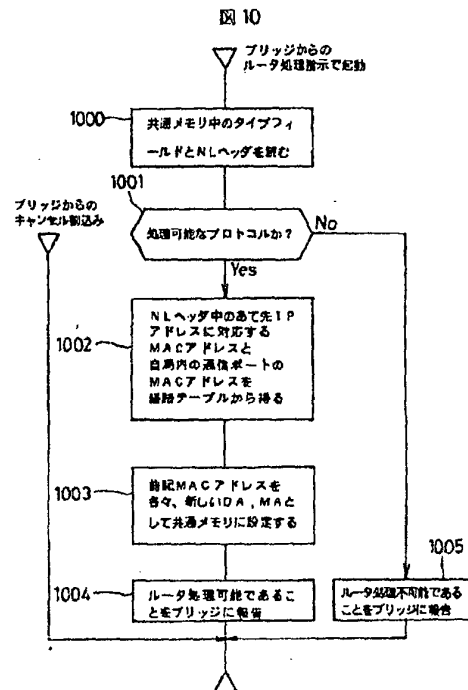 図10
ブリッジからの
ルータ処理指示で起動
1000
共通メモリ中のタイプフィ
ールドとNLヘッダを読む
1001
ブリッジからの
キャンセル割込み
処理可能なプロトコルか?
No
Yes
1002
NLヘッダ中のあて先IP
アドレスに対応する
MACアドレスと
自局内の通信ポートの
MACアドレスを
経路テーブルから得る
1003
前記MACアドレスを
各々、新しいDA,MAと
して共通メモリに設定する
1004
ルータ処理可能であるこ
とをブリッジに報告
1005
ルータ処理不可能である
ことをブリッジに報告